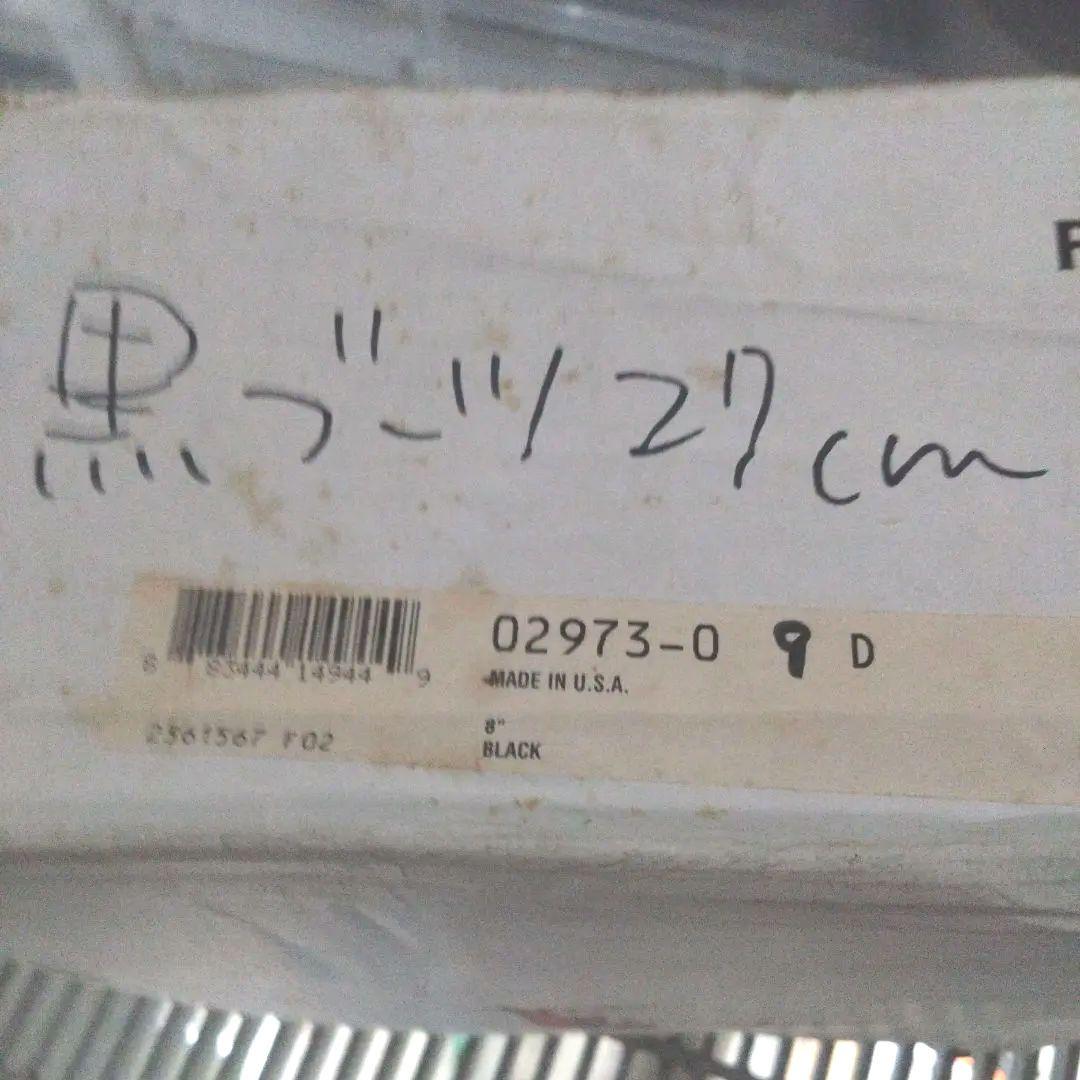 黒ブーツ 27cm
02973-0 9 D
MADE IN U.S.A.
8"
BLACK